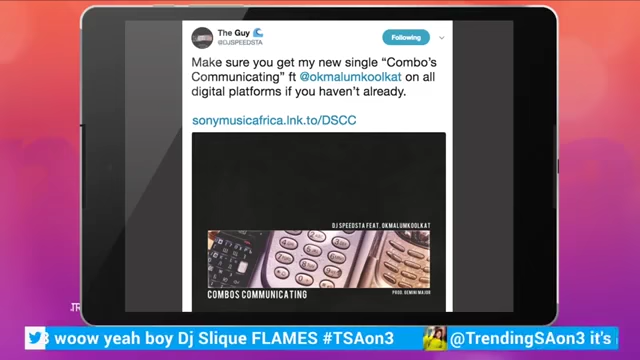 The Guy
@DJSPEEDSTA
Following
Make sure you get my new single “Combo’s
Communicating” ft @okmalumkoolkat on all
digital platforms if you haven’t already.
sonymusicafrica.lnk.to/DSCC
DJ SPEEDSTA FEAT. OKMALUMKOOLKAT
COMBOS COMMUNICATING
PROD. GEMINI MAJOR
woow yeah boy Dj Slique FLAMES #TSAon3
@TrendingSAon3 it's